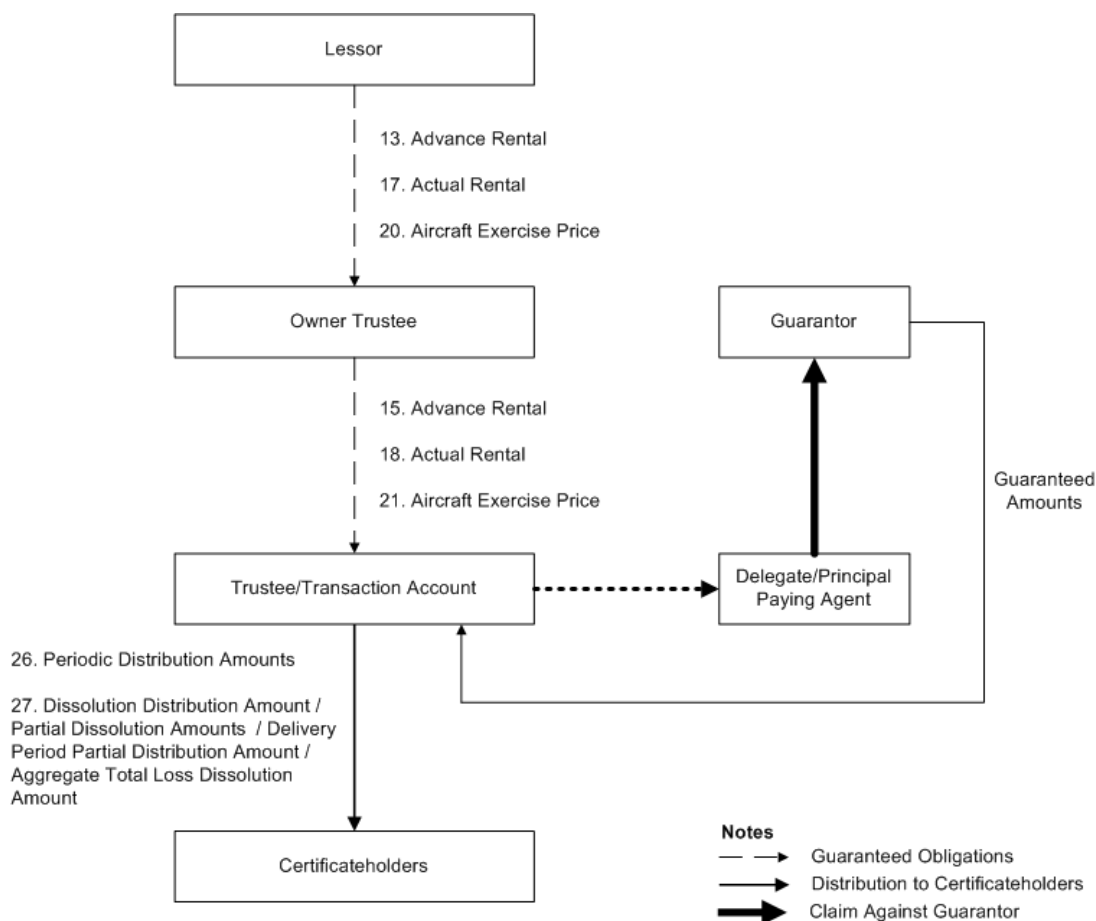 Lessor
13. Advance Rental
17. Actual Rental
20. Aircraft Exercise Price
Owner Trustee
Guarantor
15. Advance Rental
18. Actual Rental
21. Aircraft Exercise Price
Guaranteed
Amounts
Trustee/Transaction Account
Delegate/Principal
Paying Agent
26. Periodic Distribution Amounts
27. Dissolution Distribution Amount /
Partial Dissolution Amounts / Delivery
Period Partial Distribution Amount /
Aggregate Total Loss Dissolution
Amount
Certificateholders
Notes
Guaranteed Obligations
Distribution to Certificateholders
Claim Against Guarantor